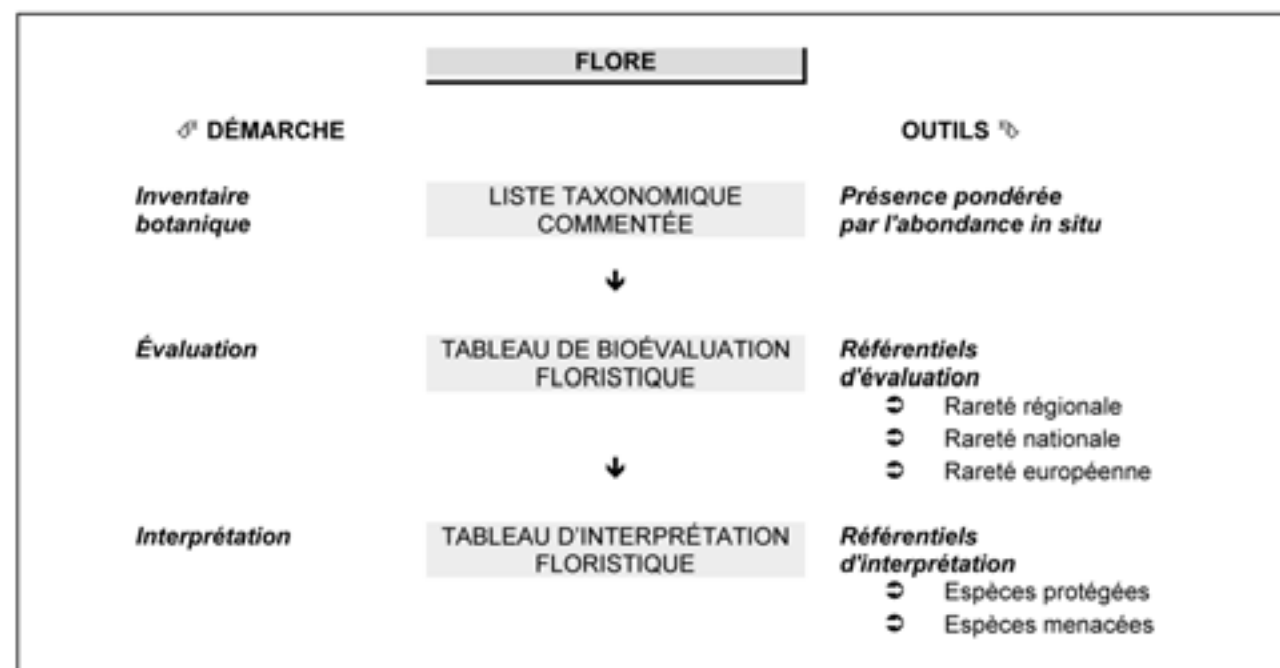 FLORE
DÉMARCHE
OUTILS
Inventaire
botanique
LISTE TAXONOMIQUE
COMMENTÉE
Présence pondérée
par l'abondance in situ
Évaluation
TABLEAU DE BIOÉVALUATION
FLORISTIQUE
Référentiels
d'évaluation
Rareté régionale
Rareté nationale
Rareté européenne
Interprétation
TABLEAU D'INTERPRÉTATION
FLORISTIQUE
Référentiels
d'interprétation
Espèces protégées
Espèces menacées